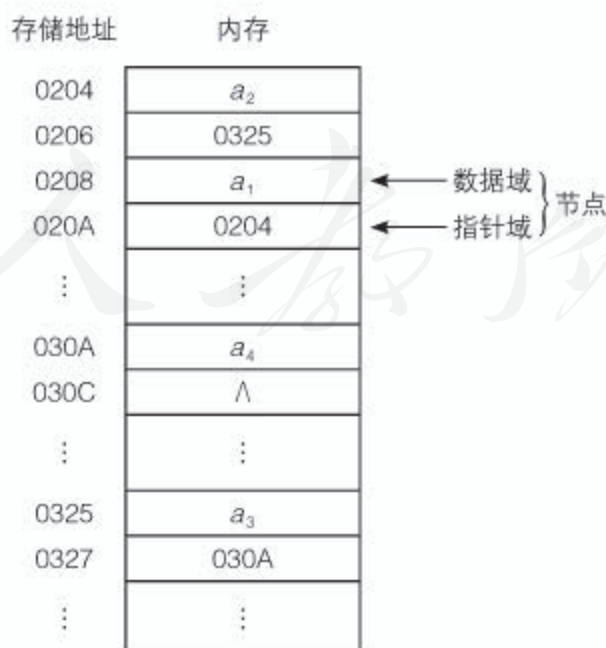 存储地址 内存
0204 a₂
0206 0325
0208 a₁ 数据域
节点
020A 0204 指针域
⋮ ⋮
030A a₄
030C ∧
⋮ ⋮
0325 a₃
0327 030A
⋮ ⋮